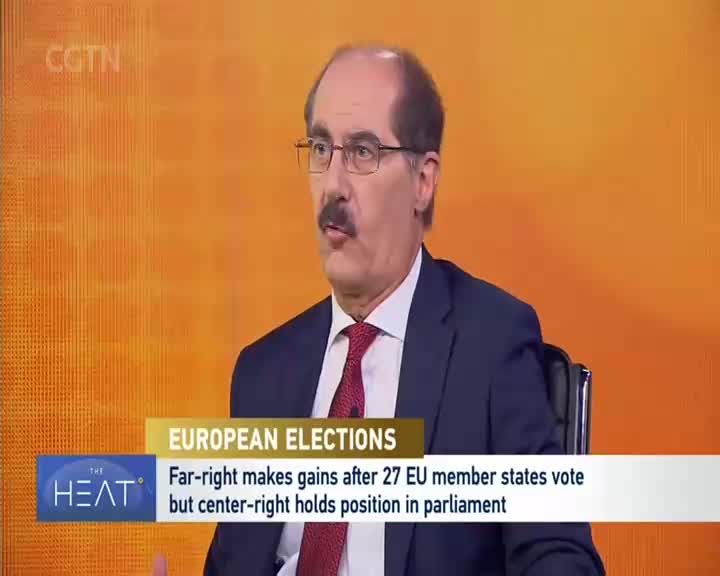 CGTN
EUROPEAN ELECTIONS
THE
HEAT
Far-right makes gains after 27 EU member states vote
but center-right holds position in parliament